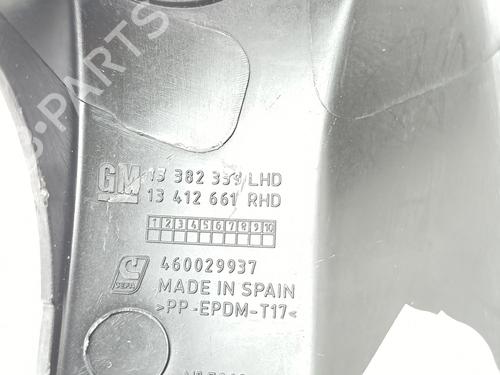 B-PARTS
GM 13 382 339 LHD
13 412 661 RHD
1 2 3 4 5 6 7 8 9 10
460029937
MADE IN SPAIN
>PP-EPDM-T17<